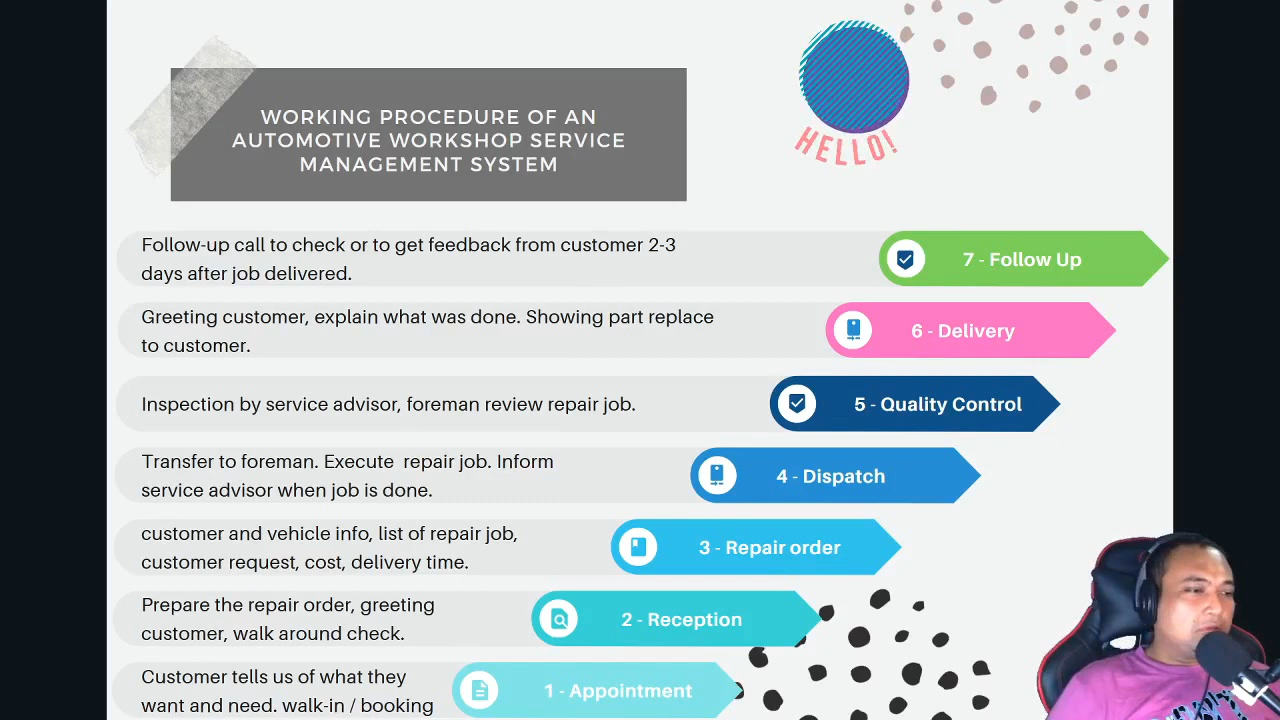 WORKING PROCEDURE OF AN
AUTOMOTIVE WORKSHOP SERVICE
MANAGEMENT SYSTEM
HELLO!
Follow-up call to check or to get feedback from customer 2-3
days after job delivered.
7 - Follow Up
Greeting customer, explain what was done. Showing part replace
to customer.
6 - Delivery
Inspection by service advisor, foreman review repair job.
5 - Quality Control
Transfer to foreman. Execute  repair job. Inform
service advisor when job is done.
4 - Dispatch
customer and vehicle info, list of repair job,
customer request, cost, delivery time.
3 - Repair order
Prepare the repair order, greeting
customer, walk around check.
2 - Reception
Customer tells us of what they
want and need. walk-in / booking
1 - Appointment